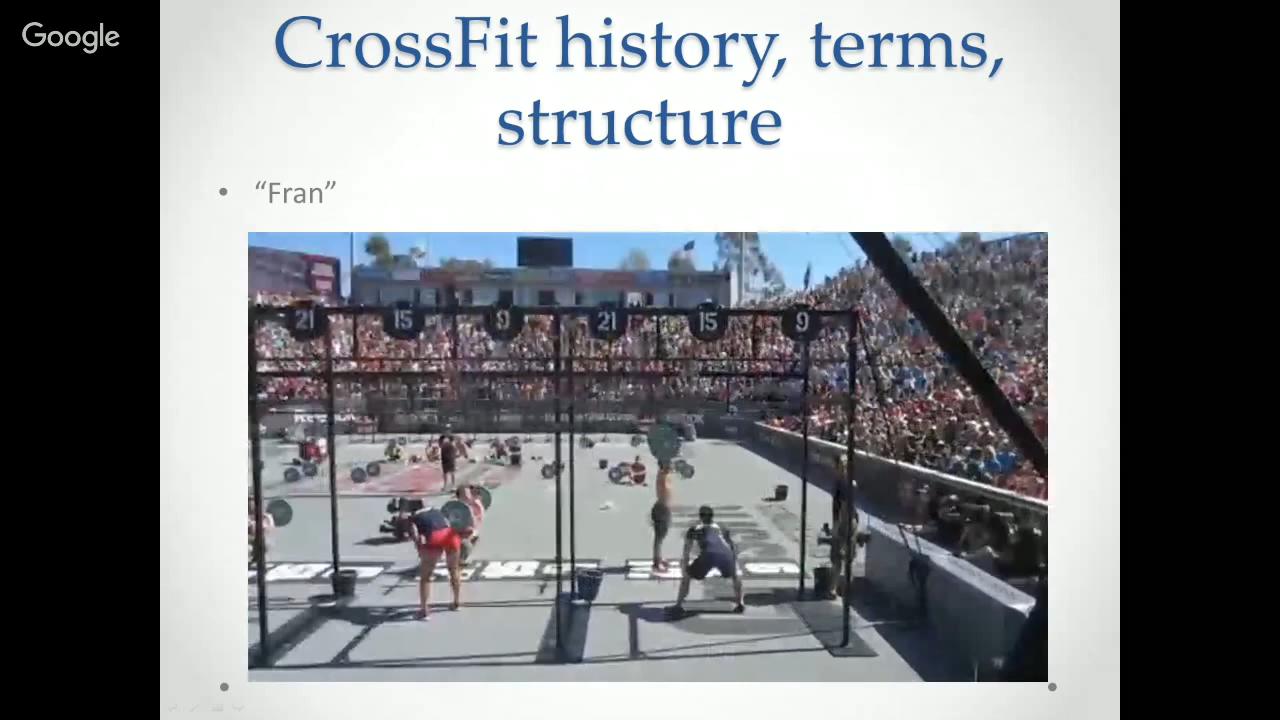 Google
CrossFit history, terms,
structure
• “Fran”
21 15 9 21 15 9